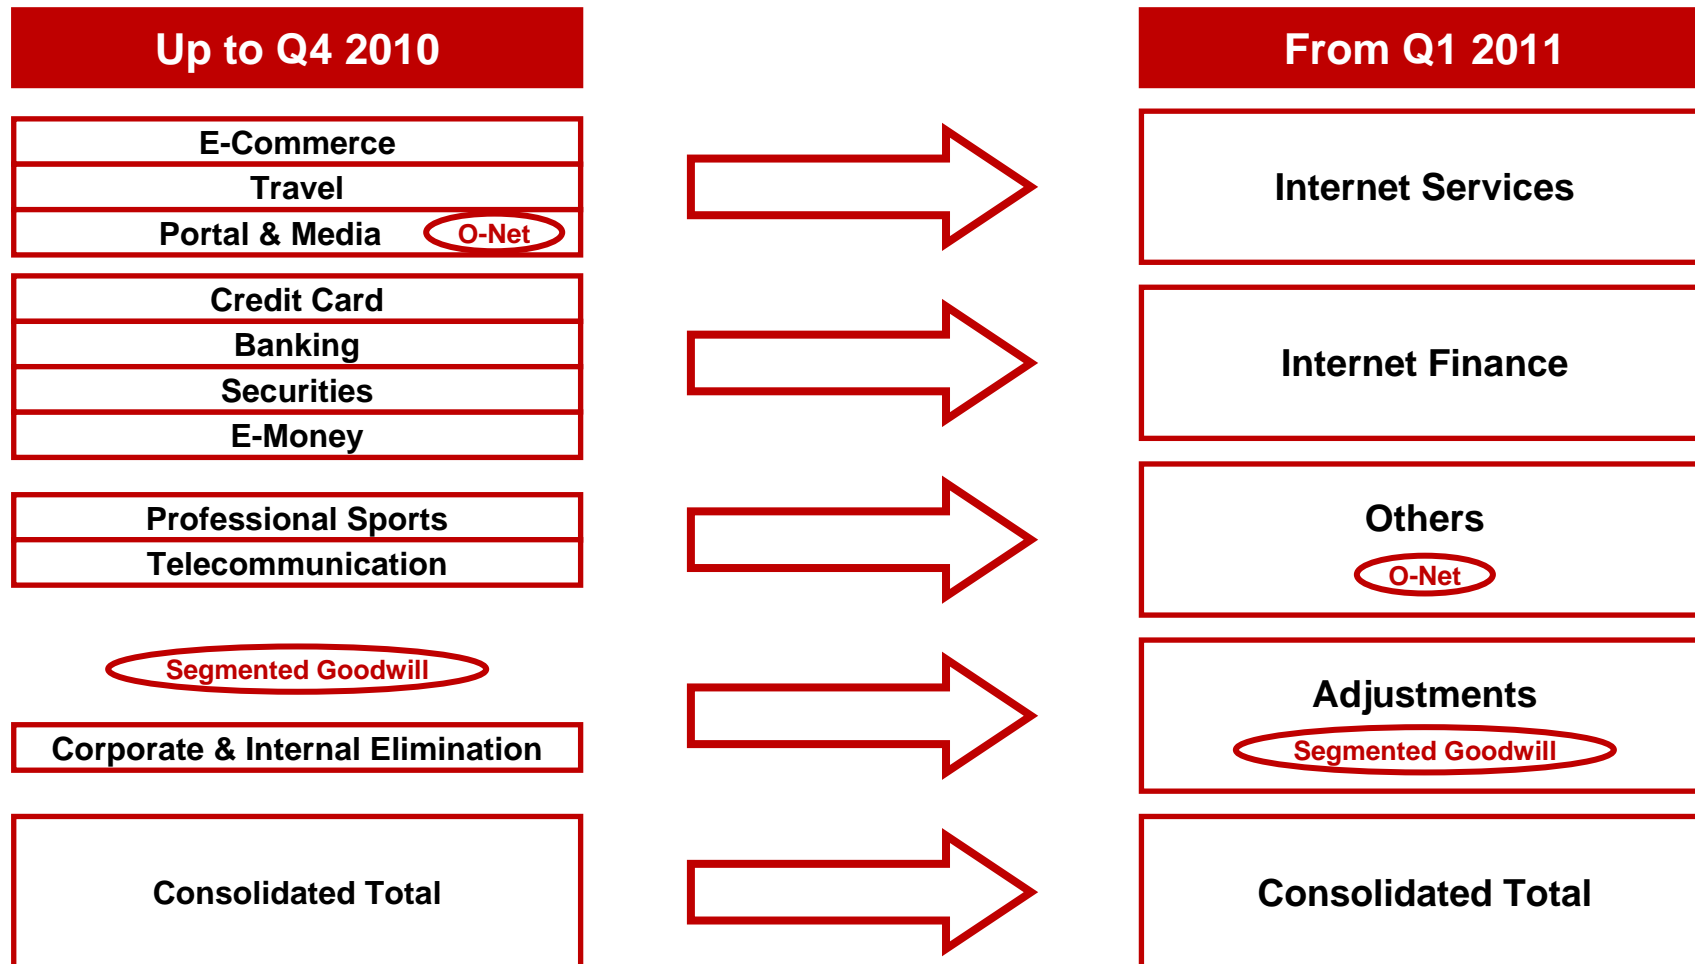 Up to Q4 2010
From Q1 2011
E-Commerce
Travel
Portal & Media
O-Net
Internet Services
Credit Card
Banking
Securities
E-Money
Internet Finance
Professional Sports
Telecommunication
Others
O-Net
Segmented Goodwill
Corporate & Internal Elimination
Adjustments
Segmented Goodwill
Consolidated Total
Consolidated Total